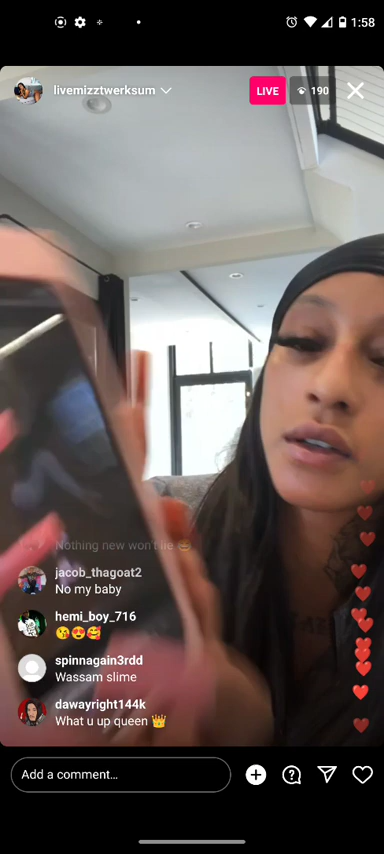 1:58
livemizztwerksum
LIVE
190
Nothing new won't lie 😂
jacob_thagoat2
No my baby
hemi_boy_716
😘😍🥰
spinnagain3rdd
Wassam slime
dawayright144k
What u up queen 👑
Add a comment...